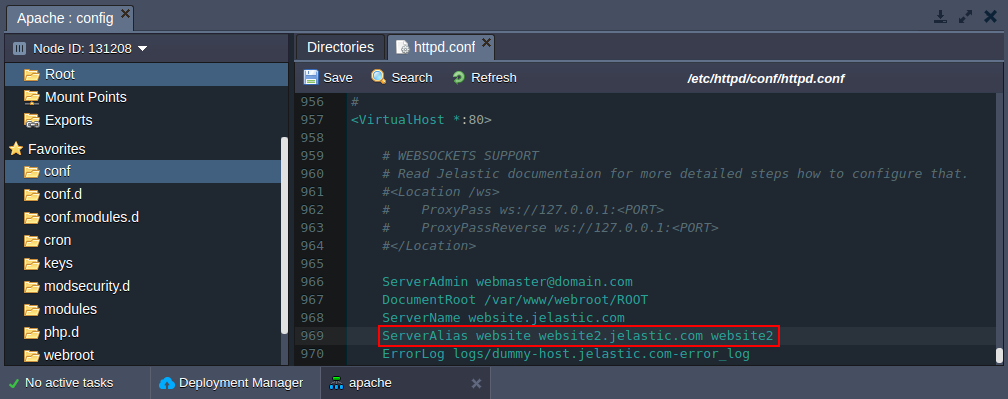 Apache : config
Node ID: 131208
Root
Mount Points
Exports
Favorites
conf
conf.d
conf.modules.d
cron
keys
modsecurity.d
modules
php.d
webroot
Directories
httpd.conf
Save
Search
Refresh
/etc/httpd/conf/httpd.conf
956 #
957 <VirtualHost *:80>
958
959 # WEBSOCKETS SUPPORT
960 # Read Jelastic documentaion for more detailed steps how to configure that.
961 #<Location /ws>
962 # ProxyPass ws://127.0.0.1:<PORT>
963 # ProxyPassReverse ws://127.0.0.1:<PORT>
964 #</Location>
965
966 ServerAdmin webmaster@domain.com
967 DocumentRoot /var/www/webroot/ROOT
968 ServerName website.jelastic.com
969 ServerAlias website website2.jelastic.com website2
970 ErrorLog logs/dummy-host.jelastic.com-error_log
No active tasks
Deployment Manager
apache